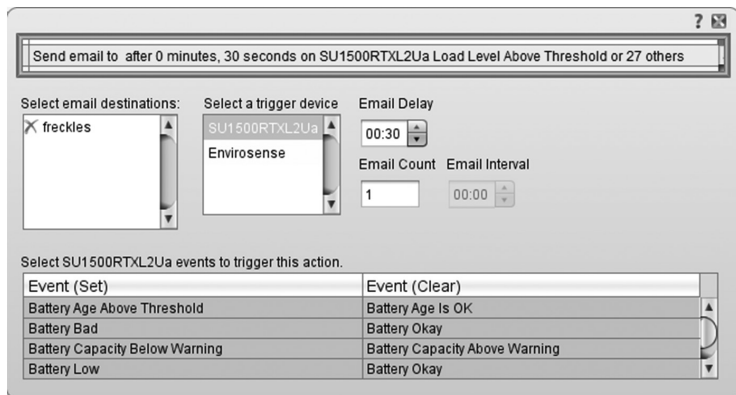 ?
Send email to after 0 minutes, 30 seconds on SU1500RTXL2Ua Load Level Above Threshold or 27 others
Select email destinations: Select a trigger device Email Delay
freckles SU1500RTXL2Ua 00:30
Envirosense
Email Count Email Interval
1 00:00
Select SU1500RTXL2Ua events to trigger this action.
Event (Set) Event (Clear)
Battery Age Above Threshold Battery Age Is OK
Battery Bad Battery Okay
Battery Capacity Below Warning Battery Capacity Above Warning
Battery Low Battery Okay